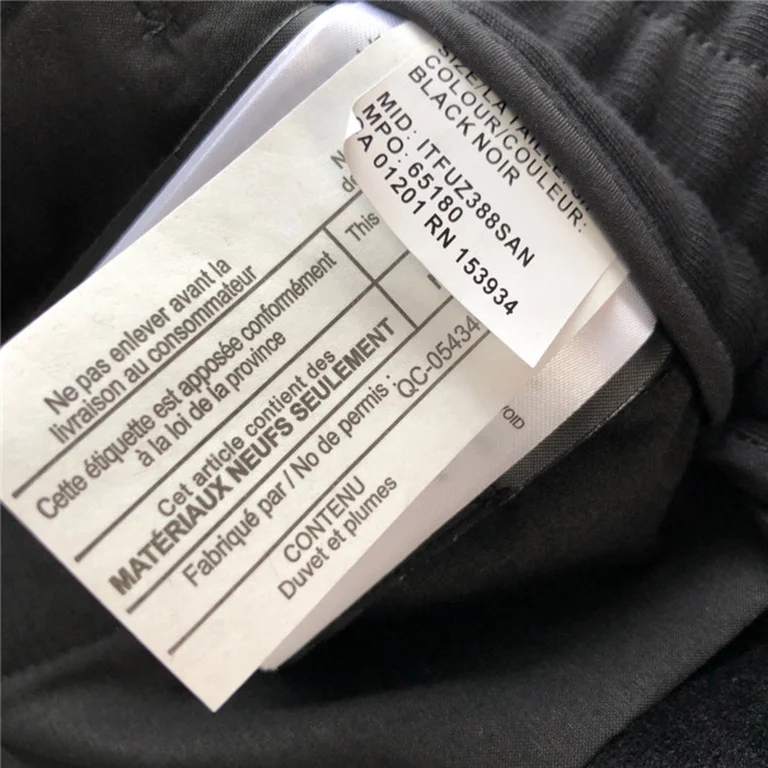 SIZE/LA TAILLE:
COLOUR/COULEUR:
BLACK NOIR
MID: ITFUZ388SAN
MPO: 65180
A 01201 RN 153934
This
Ne pas enlever avant la
livraison au consommateur
Cette étiquette est apposée conformément
à la loi de la province
Cet article contient des
MATÉRIAUX NEUFS SEULEMENT
Fabriqué par / No de permis : QC-05434
CONTENU
Duvet et plumes